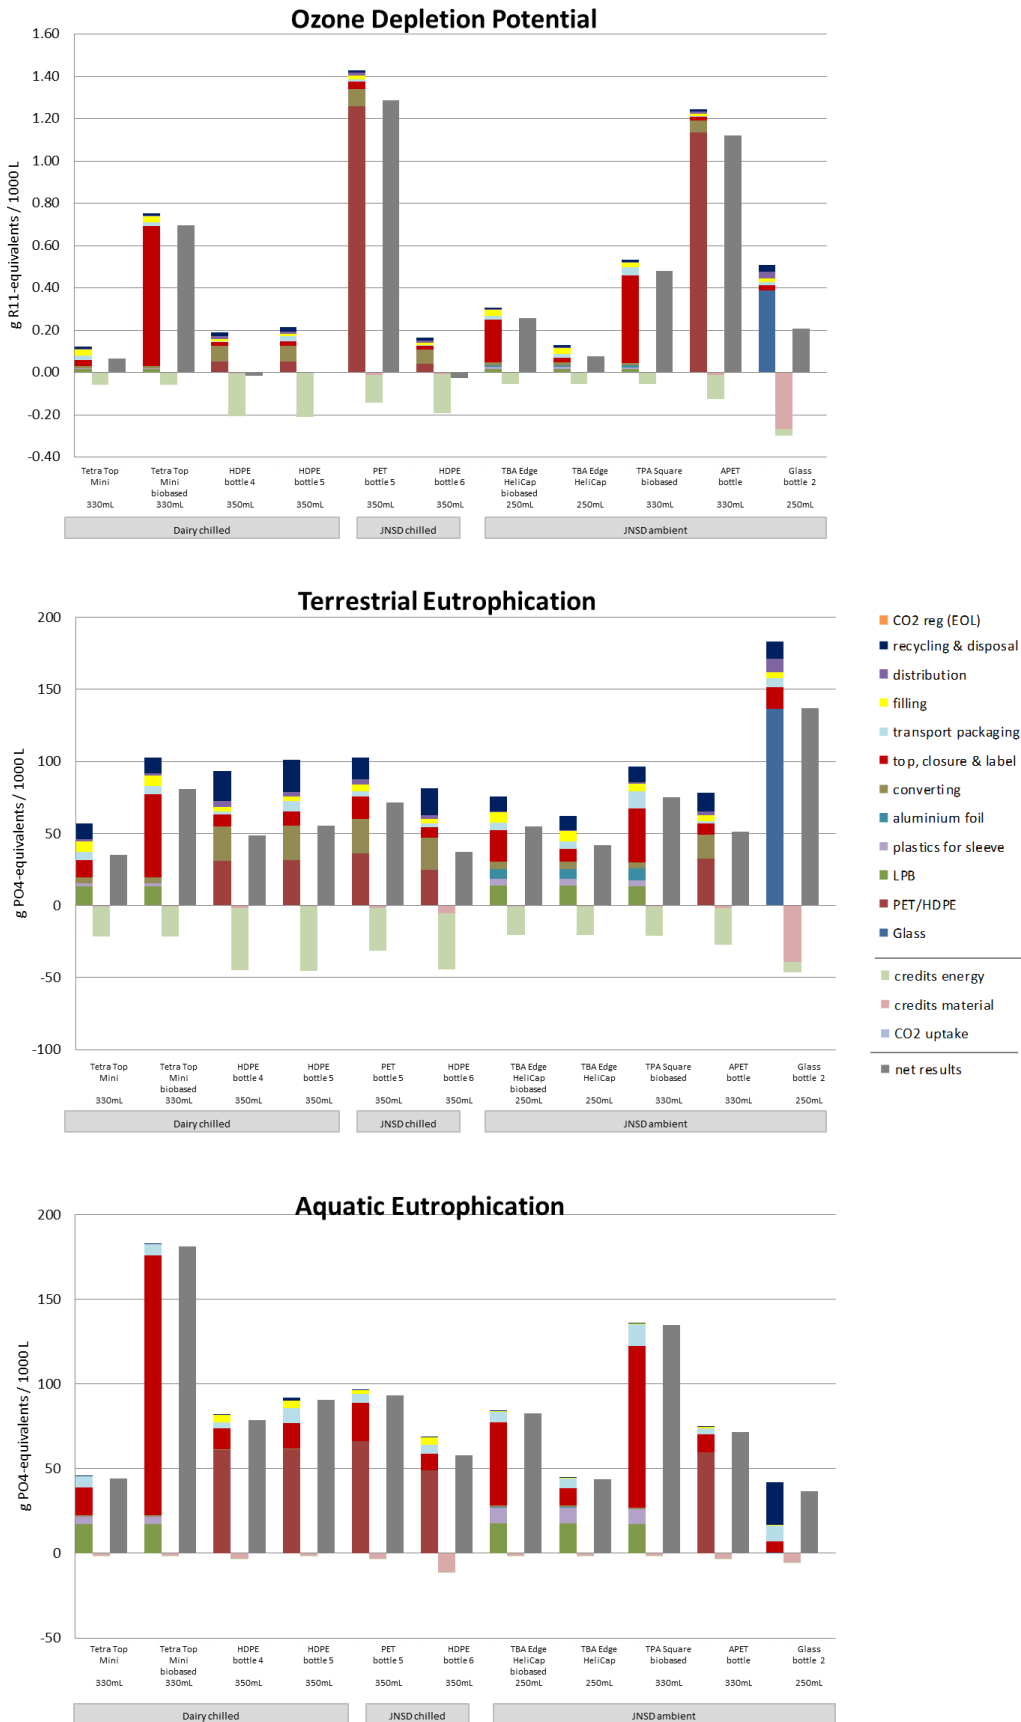 Ozone Depletion Potential
g R11-equivalents / 1000 L
1.60
1.40
1.20
1.00
0.80
0.60
0.40
0.20
0.00
-0.20
-0.40
Tetra Top Mini 330mL
Tetra Top Mini biobased 330mL
HDPE bottle 4 350mL
HDPE bottle 5 350mL
PET bottle 5 350mL
HDPE bottle 6 350mL
TBA Edge HeliCap biobased 250mL
TBA Edge HeliCap 250mL
TPA Square biobased 330mL
APET bottle 330mL
Glass bottle 2 250mL
Dairy chilled
JNSD chilled
JNSD ambient
Terrestrial Eutrophication
g PO4-equivalents / 1000 L
200
150
100
50
0
-50
-100
Tetra Top Mini 330mL
Tetra Top Mini biobased 330mL
HDPE bottle 4 350mL
HDPE bottle 5 350mL
PET bottle 5 350mL
HDPE bottle 6 350mL
TBA Edge HeliCap biobased 250mL
TBA Edge HeliCap 250mL
TPA Square biobased 330mL
APET bottle 330mL
Glass bottle 2 250mL
Dairy chilled
JNSD chilled
JNSD ambient
CO2 reg (EOL)
recycling & disposal
distribution
filling
transport packaging
top, closure & label
converting
aluminium foil
plastics for sleeve
LPB
PET/HDPE
Glass
credits energy
credits material
CO2 uptake
net results
Aquatic Eutrophication
g PO4-equivalents / 1000 L
200
150
100
50
0
-50
Tetra Top Mini 330mL
Tetra Top Mini biobased 330mL
HDPE bottle 4 350mL
HDPE bottle 5 350mL
PET bottle 5 350mL
HDPE bottle 6 350mL
TBA Edge HeliCap biobased 250mL
TBA Edge HeliCap 250mL
TPA Square biobased 330mL
APET bottle 330mL
Glass bottle 2 250mL
Dairy chilled
JNSD chilled
JNSD ambient